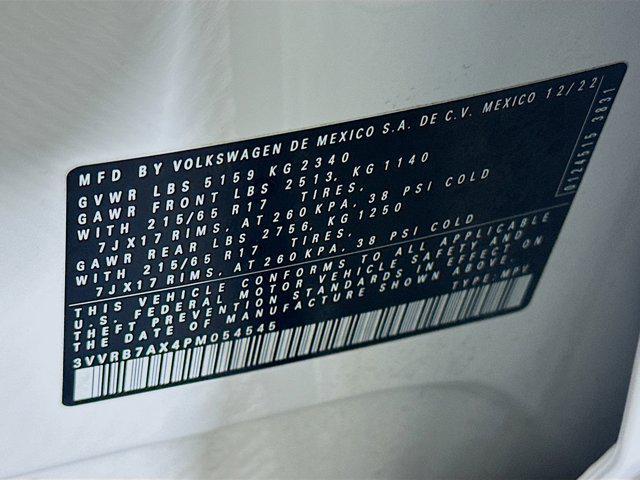 MFD BY VOLKSWAGEN DE MEXICO S.A. DE C.V. MEXICO 12/22
GVWR LBS 5159 KG 2340
GAWR FRONT LBS 2513, KG 1140
WITH 215/65 R17 TIRES,
7JX17 RIMS, AT 260 KPA, 38 PSI COLD
GAWR REAR LBS 2756, KG 1250
WITH 215/65 R17 TIRES,
7JX17 RIMS, AT 260 KPA, 38 PSI COLD
THIS VEHICLE CONFORMS TO ALL APPLICABLE
U.S. FEDERAL MOTOR VEHICLE SAFETY AND
THEFT PREVENTION STANDARDS IN EFFECT ON
THE DATE OF MANUFACTURE SHOWN ABOVE.
3VVRB7AX4PM054545 TYPE: MPV
3831